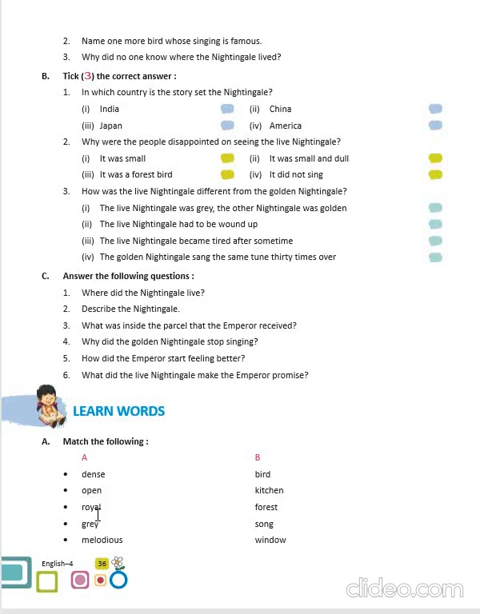 2. Name one more bird whose singing is famous.
3. Why did no one know where the Nightingale lived?
B. Tick (3) the correct answer :
1. In which country is the story set the Nightingale?
(i) India (ii) China
(iii) Japan (iv) America
2. Why were the people disappointed on seeing the live Nightingale?
(i) It was small (ii) It was small and dull
(iii) It was a forest bird (iv) It did not sing
3. How was the live Nightingale different from the golden Nightingale?
(i) The live Nightingale was grey, the other Nightingale was golden
(ii) The live Nightingale had to be wound up
(iii) The live Nightingale became tired after sometime
(iv) The golden Nightingale sang the same tune thirty times over
C. Answer the following questions :
1. Where did the Nightingale live?
2. Describe the Nightingale.
3. What was inside the parcel that the Emperor received?
4. Why did the golden Nightingale stop singing?
5. How did the Emperor start feeling better?
6. What did the live Nightingale make the Emperor promise?
LEARN WORDS
A. Match the following :
A B
• dense bird
• open kitchen
• royal forest
• grey song
• melodious window
English–4 36
clideo.com